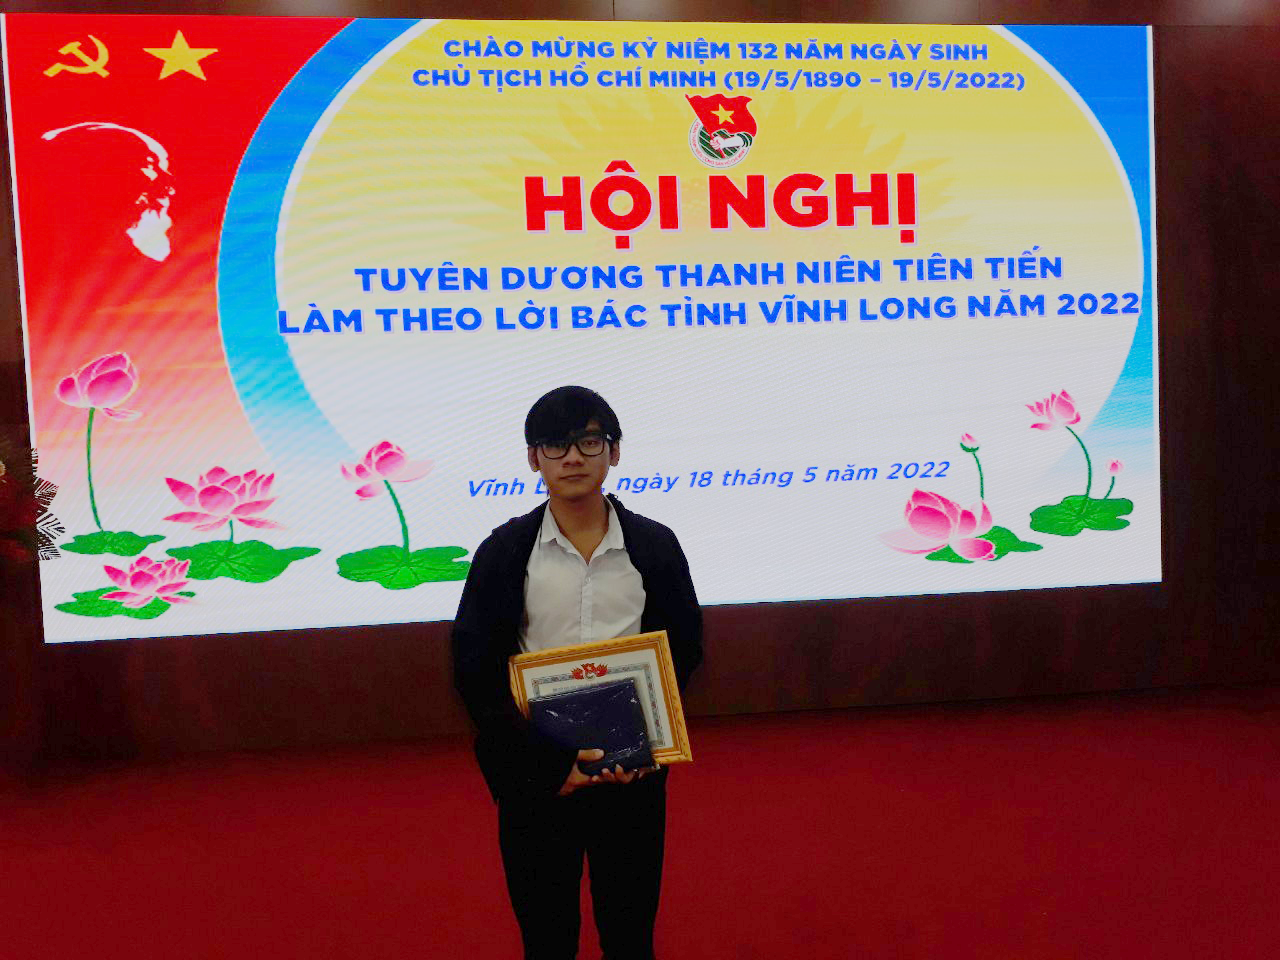 CHÀO MỪNG KỶ NIỆM 132 NĂM NGÀY SINH
CHỦ TỊCH HỒ CHÍ MINH (19/5/1890 – 19/5/2022)
HỘI NGHỊ
TUYÊN DƯƠNG THANH NIÊN TIÊN TIẾN
LÀM THEO LỜI BÁC TỈNH VĨNH LONG NĂM 2022
Vĩnh , ngày 18 tháng 5 năm 2022